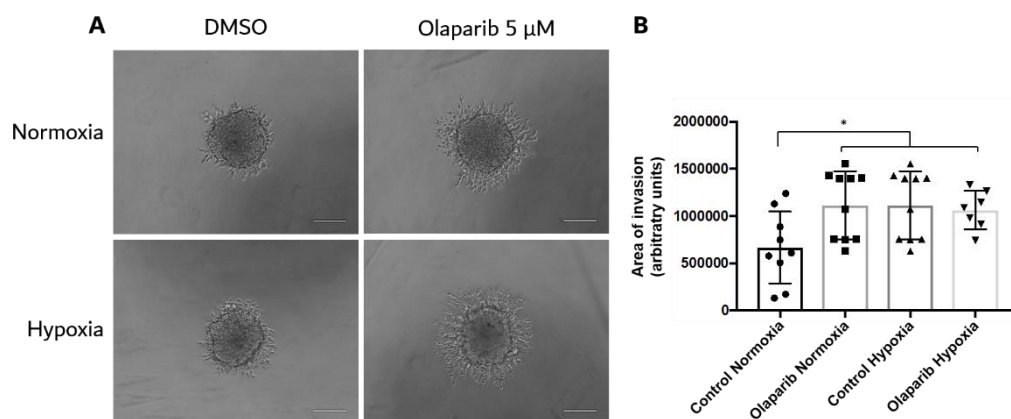 A
DMSO
Olaparib 5 µM
Normoxia
Hypoxia
B
*
Area of invasion
(arbitratry units)
2000000
1500000
1000000
500000
0
Control Normoxia
Olaparib Normoxia
Control Hypoxia
Olaparib Hypoxia